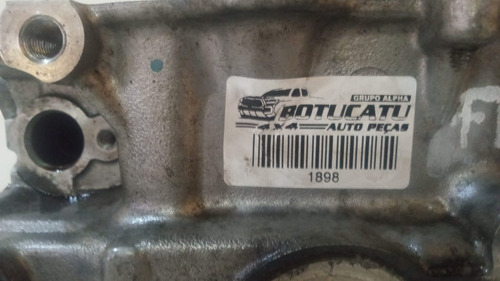 GRUPO ALPHA
BOTUCATU
4X4 AUTO PEÇAS
1898